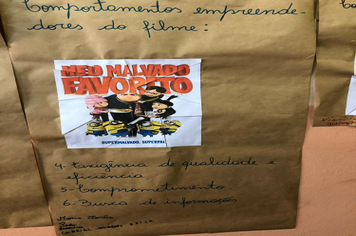 Comportamentos empreende-
dores do filme:
MEU MALVADO
FAVORITO
SUPERMALVADO. SUPERPAI.
4- Exigência de qualidade e
eficiência
5- Comprometimento
6- Busca de informações